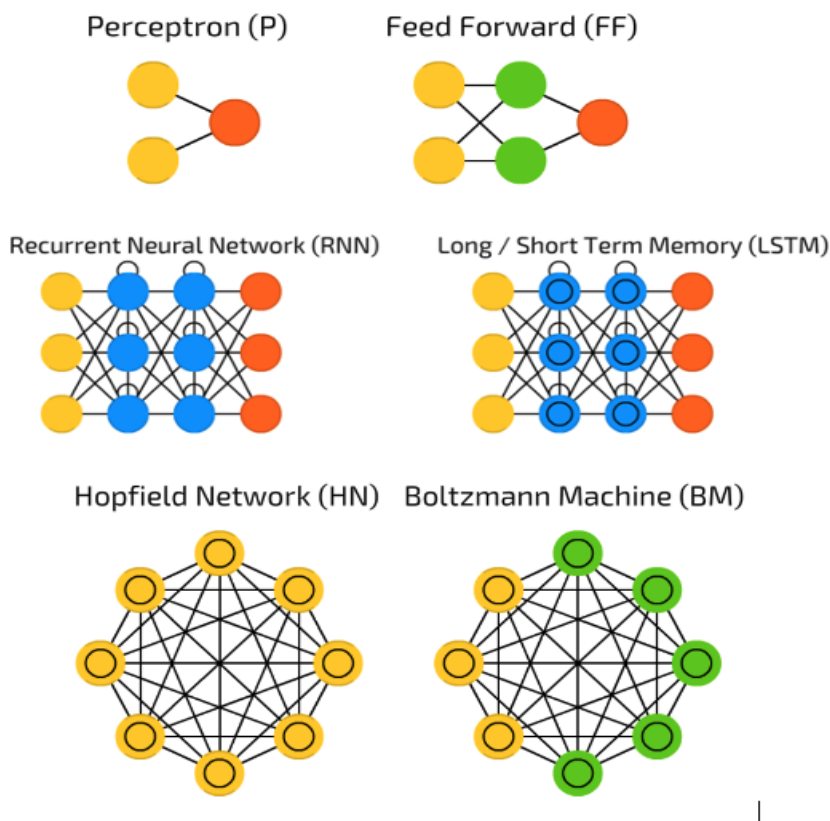 Perceptron (P)
Feed Forward (FF)
Recurrent Neural Network (RNN)
Long / Short Term Memory (LSTM)
Hopfield Network (HN)
Boltzmann Machine (BM)